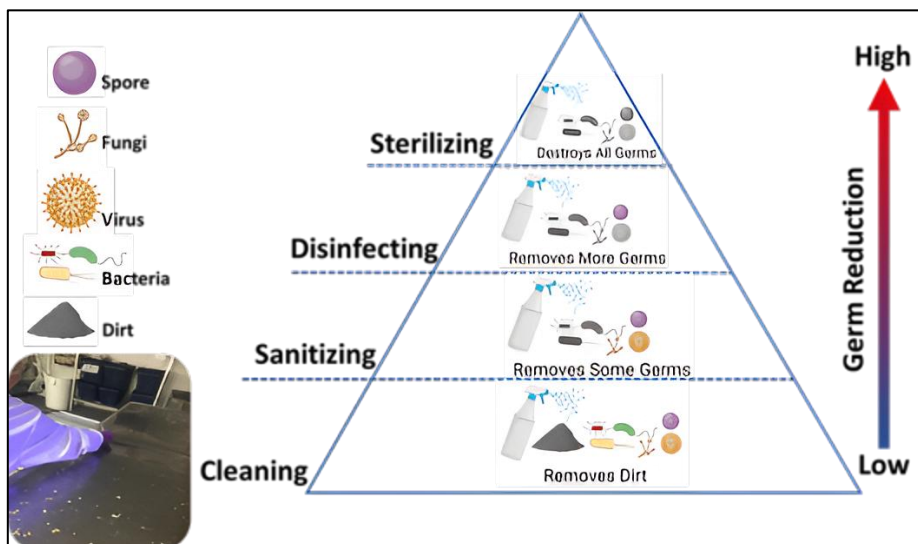 Spore
Fungi
Virus
Bacteria
Dirt
Sterilizing
Destroys All Germs
Disinfecting
Removes More Germs
Sanitizing
Removes Some Germs
Cleaning
Removes Dirt
High
Germ Reduction
Low